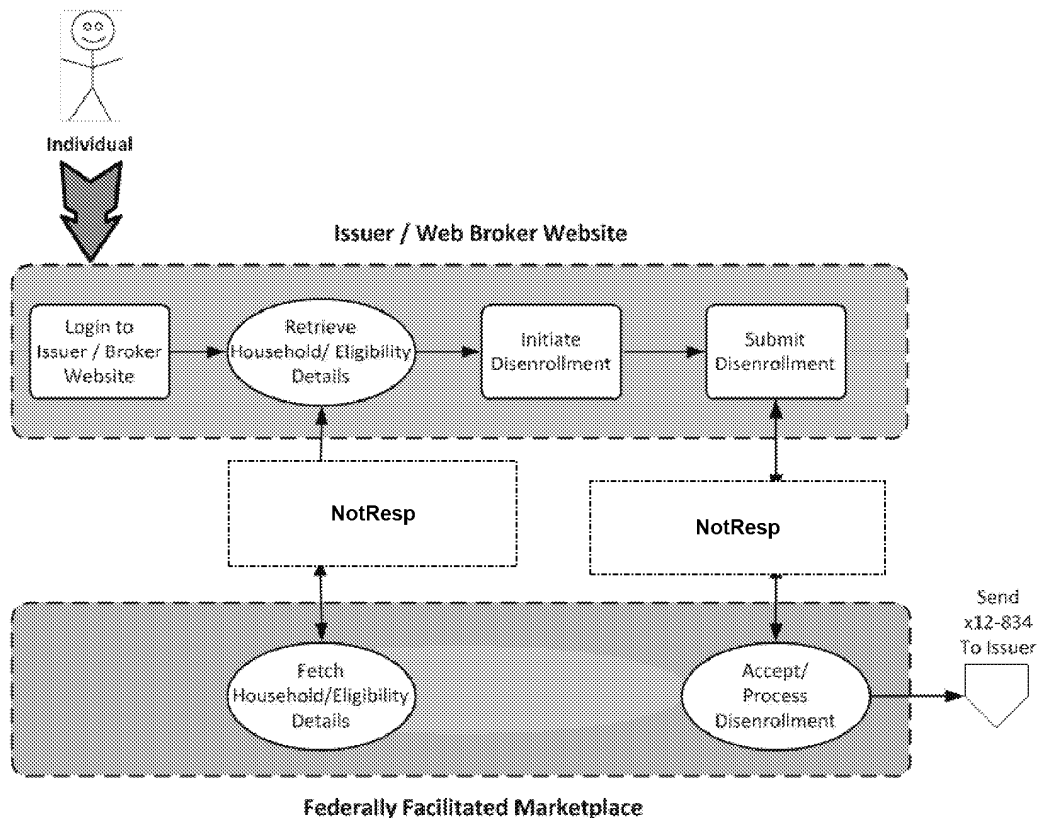 Individual
Issuer / Web Broker Website
Login to
Issuer / Broker
Website
Retrieve
Household/ Eligibility
Details
Initiate
Disenrollment
Submit
Disenrollment
NotResp
NotResp
Fetch
Household/Eligibility
Details
Accept/
Process
Disenrollment
Send
x12-834
To Issuer
Federally Facilitated Marketplace